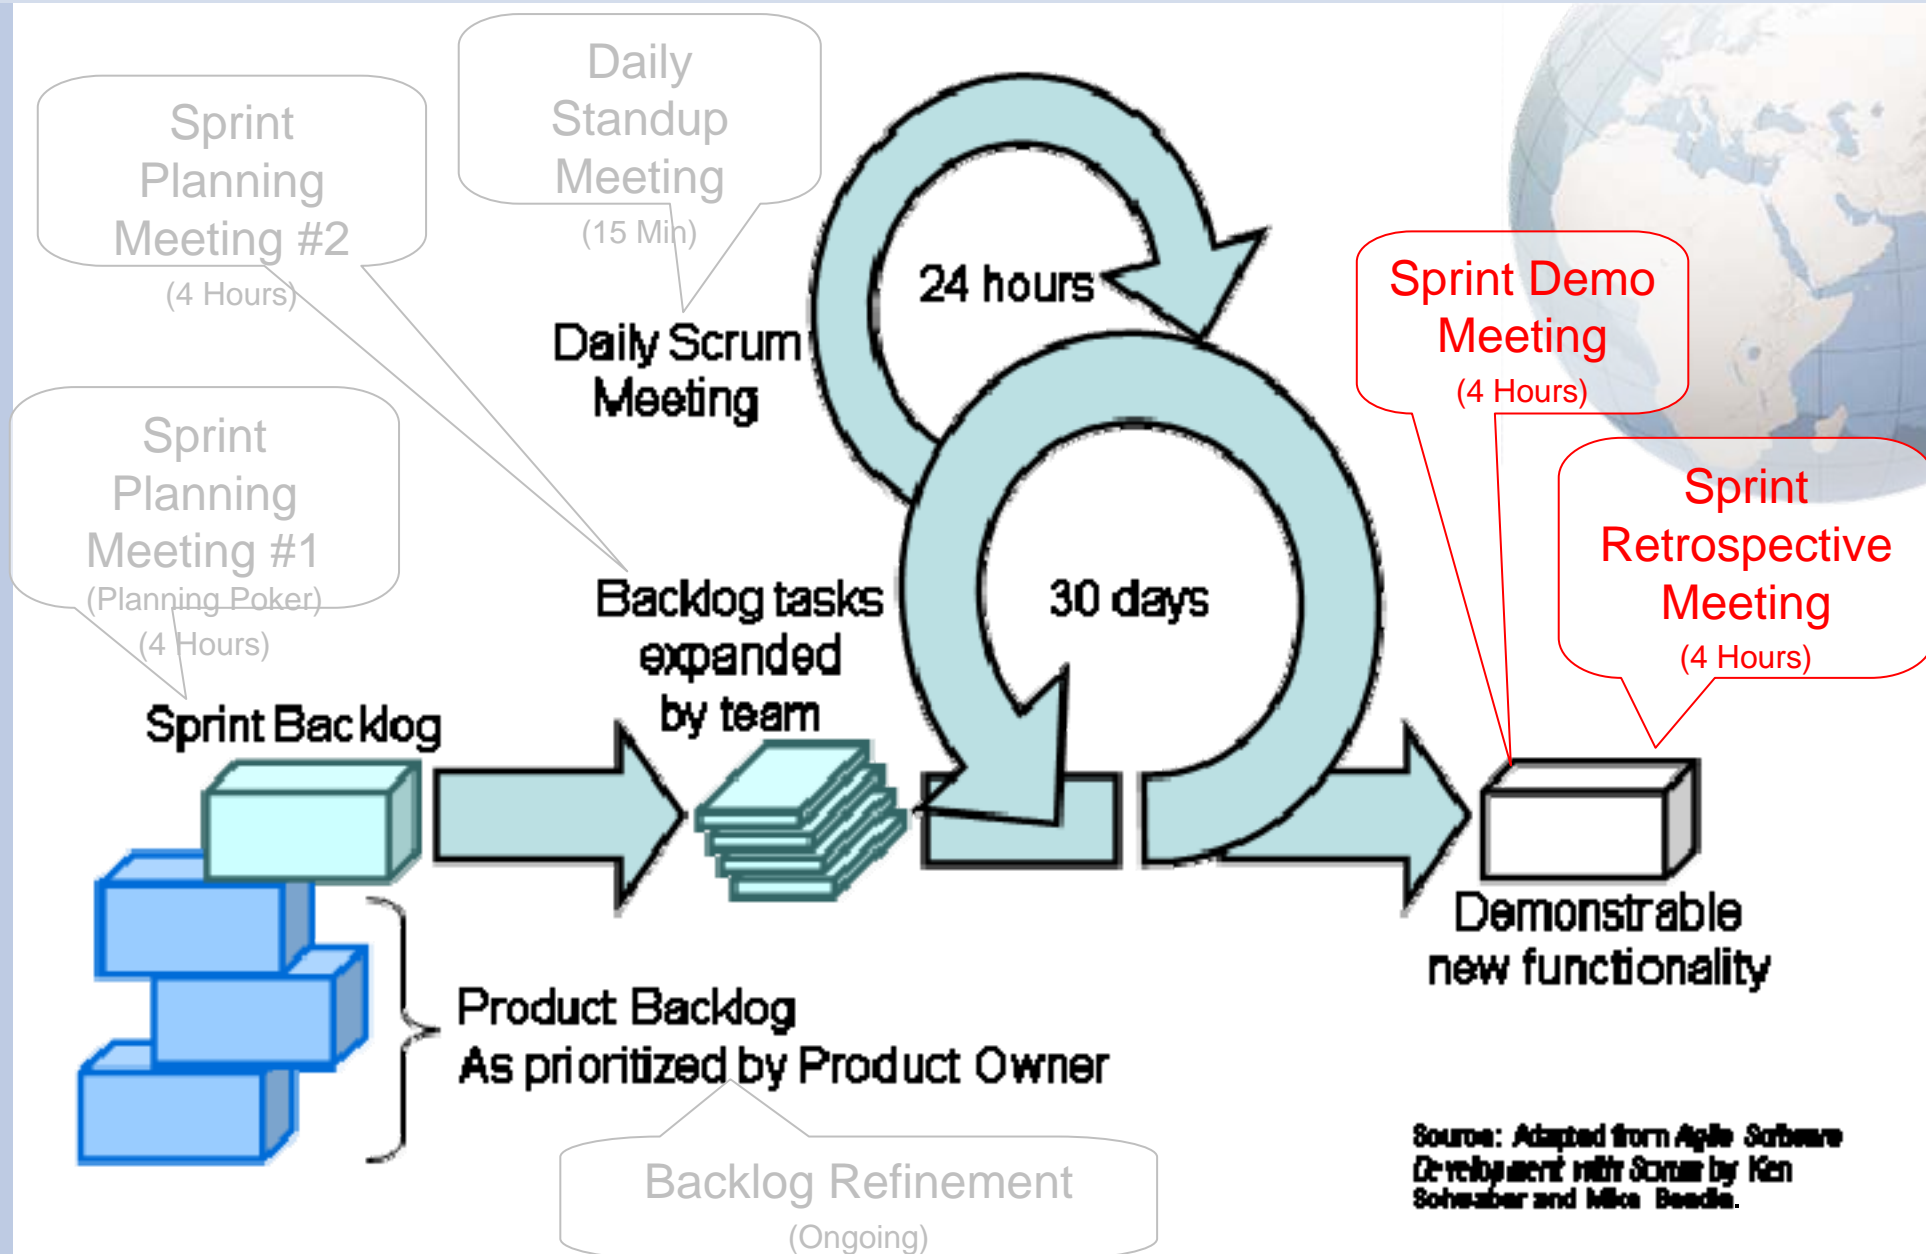 Sprint
Planning
Meeting #2
(4 Hours)
Daily
Standup
Meeting
(15 Min)
24 hours
Daily Scrum
Meeting
Sprint Demo
Meeting
(4 Hours)
Sprint
Planning
Meeting #1
(Planning Poker)
(4 Hours)
Sprint
Retrospective
Meeting
(4 Hours)
Backlog tasks
expanded
by team
30 days
Sprint Backlog
Demonstrable
new functionality
Product Backlog
As prioritized by Product Owner
Backlog Refinement
(Ongoing)
Source: Adapted from Agile Software
Development with Scrum by Ken
Schwaber and Mike Beedle.